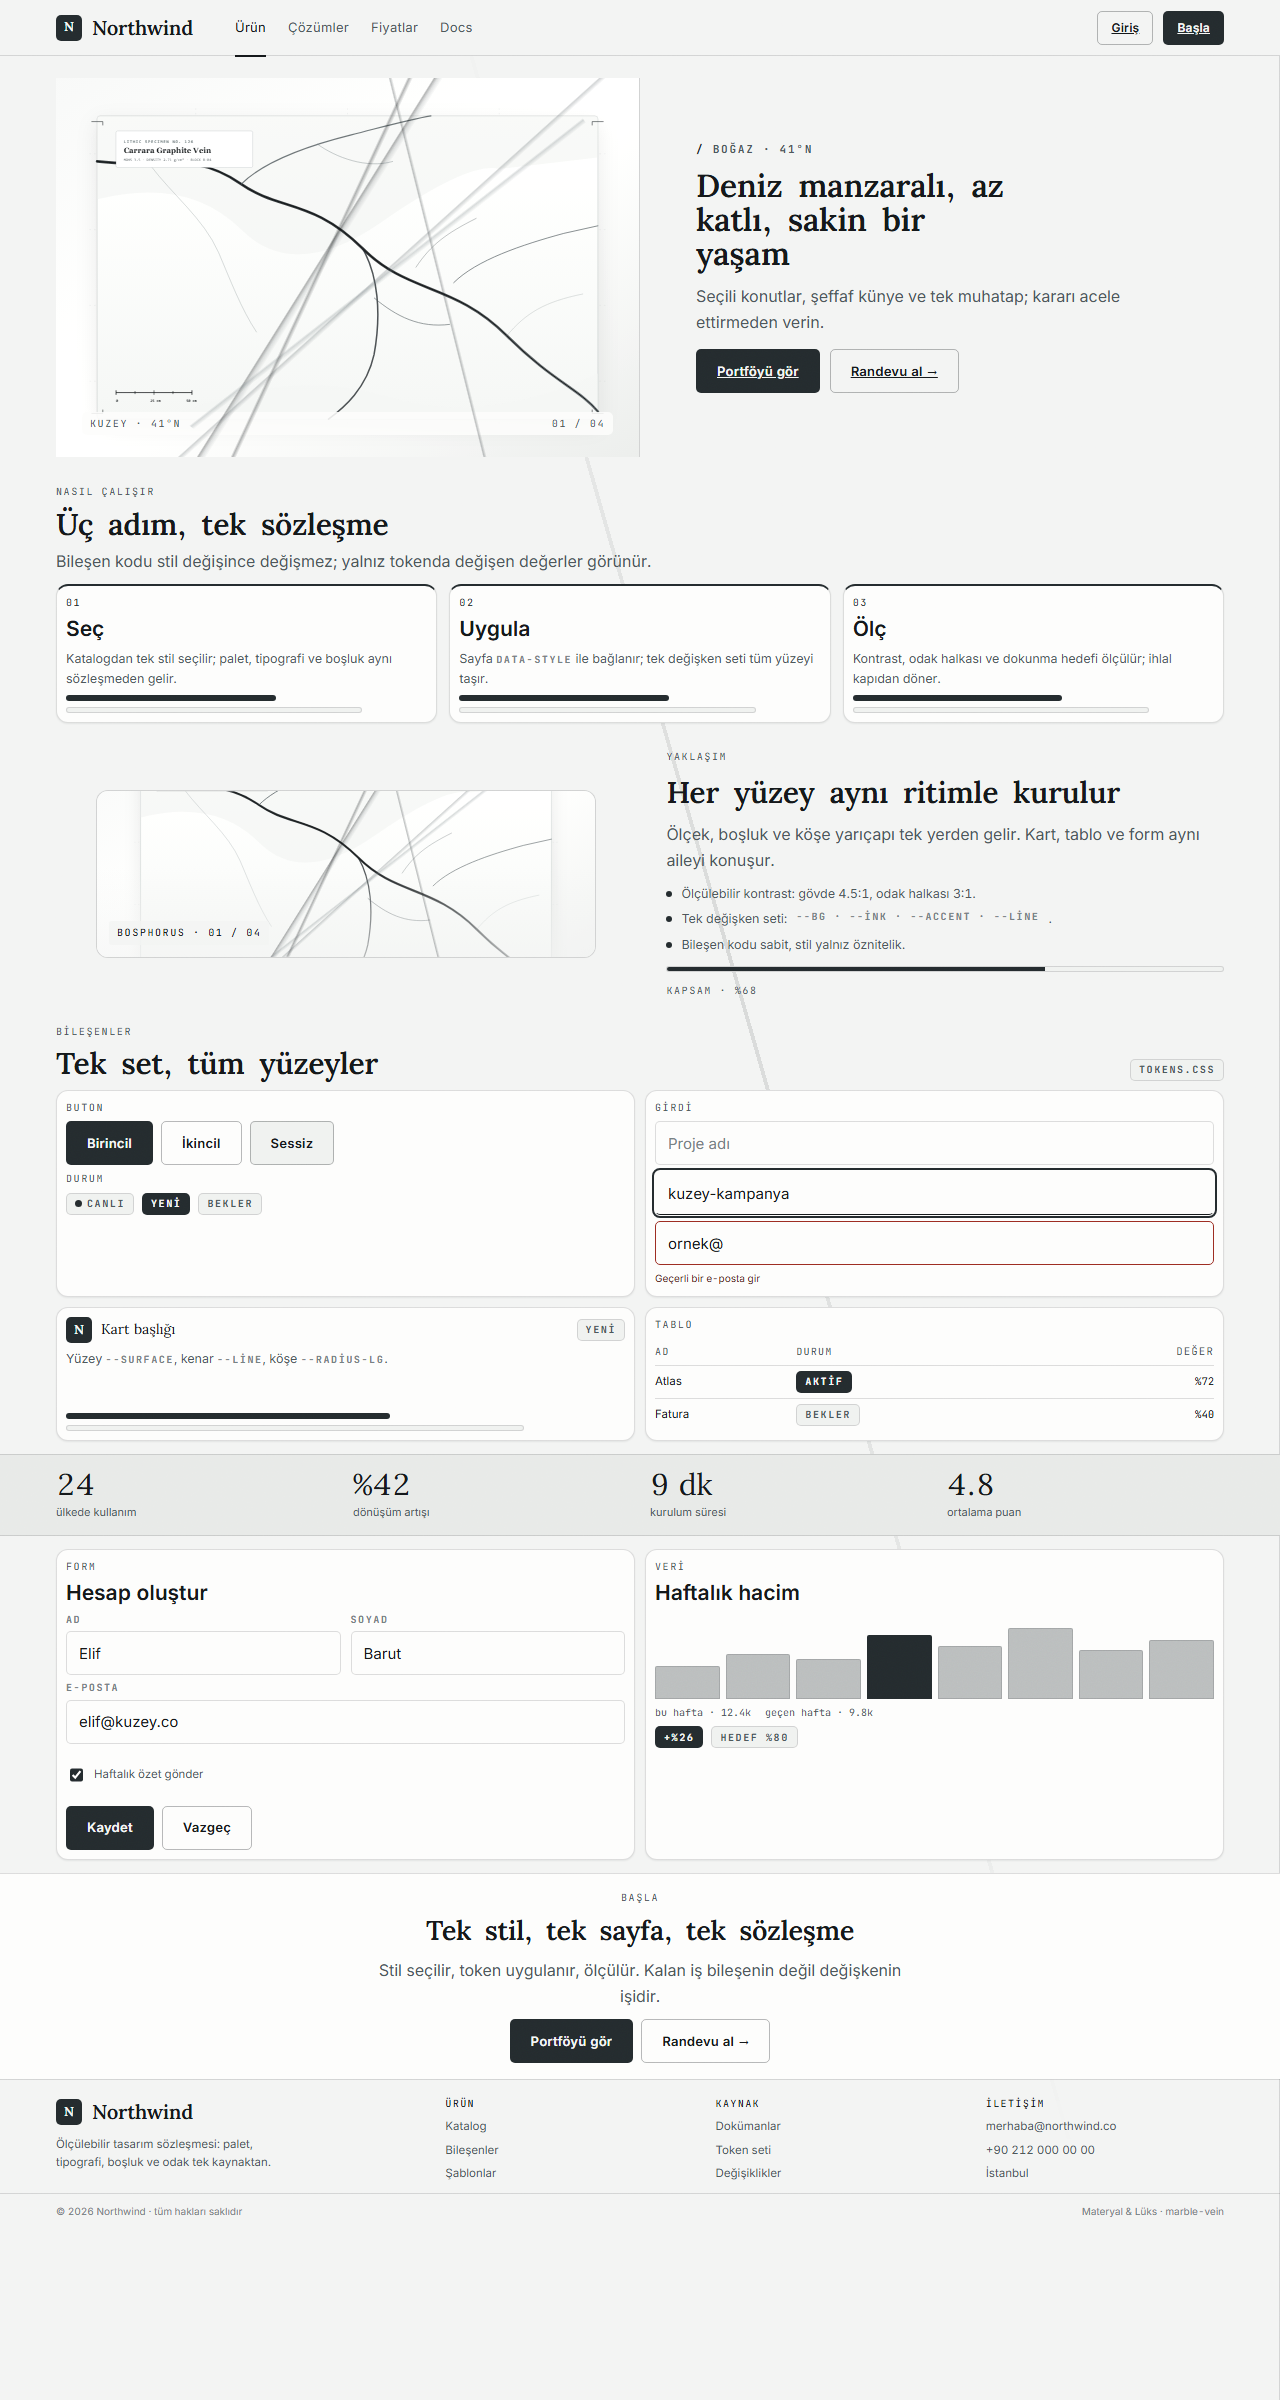 N Northwind Ürün Çözümler Fiyatlar Docs Giriş Başla
LITHIC SPECIMEN NO. 136
Carrara Graphite Vein
0 25 cm 50 cm
KUZEY · 41°N 01 / 04
/ BOĞAZ · 41°N
Deniz manzaralı, az
katlı, sakin bir
yaşam
Seçili konutlar, şeffaf künye ve tek muhatap; kararı acele
ettirmeden verin.
Portföyü gör Randevu al →
NASIL ÇALIŞIR
Üç adım, tek sözleşme
Bileşen kodu stil değişince değişmez; yalnız tokenda değişen değerler görünür.
01
Seç
Katalogdan tek stil seçilir; palet, tipografi ve boşluk aynı
sözleşmeden gelir.
02
Uygula
Sayfa DATA-STYLE ile bağlanır; tek değişken seti tüm yüzeyi
taşır.
03
Ölç
Kontrast, odak halkası ve dokunma hedefi ölçülür; ihlal
kapıdan döner.
BOSPHORUS · 01 / 04
YAKLAŞIM
Her yüzey aynı ritimle kurulur
Ölçek, boşluk ve köşe yarıçapı tek yerden gelir. Kart, tablo ve form aynı
aileyi konuşur.
Ölçülebilir kontrast: gövde 4.5:1, odak halkası 3:1.
Tek değişken seti: --BG · --İNK · --ACCENT · --LİNE .
Bileşen kodu sabit, stil yalnız öznitelik.
KAPSAM · %68
BİLEŞENLER
Tek set, tüm yüzeyler
TOKENS.CSS
BUTON
Birincil İkincil Sessiz
DURUM
CANLI YENİ BEKLER
GİRDİ
Proje adı
kuzey-kampanya
ornek@
Geçerli bir e-posta gir
N Kart başlığı YENİ
Yüzey --SURFACE, kenar --LİNE, köşe --RADİUS-LG.
TABLO
AD DURUM DEĞER
Atlas AKTİF %72
Fatura BEKLER %40
24 %42 9 dk 4.8
ülkede kullanım dönüşüm artışı kurulum süresi ortalama puan
FORM
Hesap oluştur
AD SOYAD
Elif Barut
E-POSTA
elif@kuzey.co
Haftalık özet gönder
Kaydet Vazgeç
VERİ
Haftalık hacim
bu hafta · 12.4k geçen hafta · 9.8k
+%26 HEDEF %80
BAŞLA
Tek stil, tek sayfa, tek sözleşme
Stil seçilir, token uygulanır, ölçülür. Kalan iş bileşenin değil değişkenin
işidir.
Portföyü gör Randevu al →
N Northwind
Ölçülebilir tasarım sözleşmesi: palet,
tipografi, boşluk ve odak tek kaynaktan.
ÜRÜN
Katalog
Bileşenler
Şablonlar
KAYNAK
Dokümanlar
Token seti
Değişiklikler
İLETİŞİM
merhaba@northwind.co
+90 212 000 00 00
İstanbul
© 2026 Northwind · tüm hakları saklıdır Materyal & Lüks · marble-vein